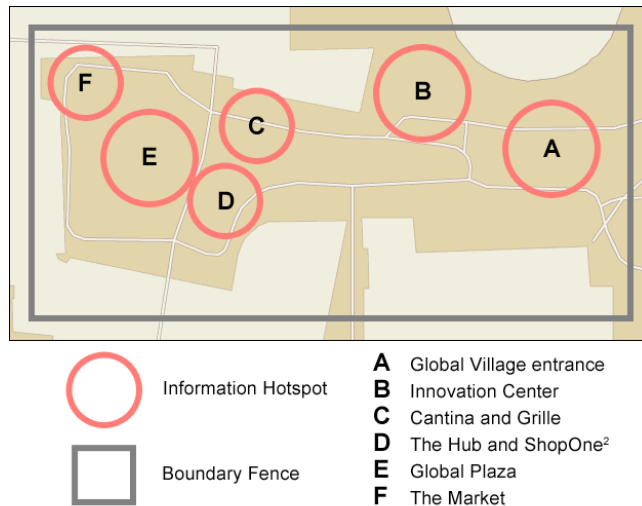 F
B
C
E
A
D
Information Hotspot
Boundary Fence
A Global Village entrance
B Innovation Center
C Cantina and Grille
D The Hub and ShopOne²
E Global Plaza
F The Market